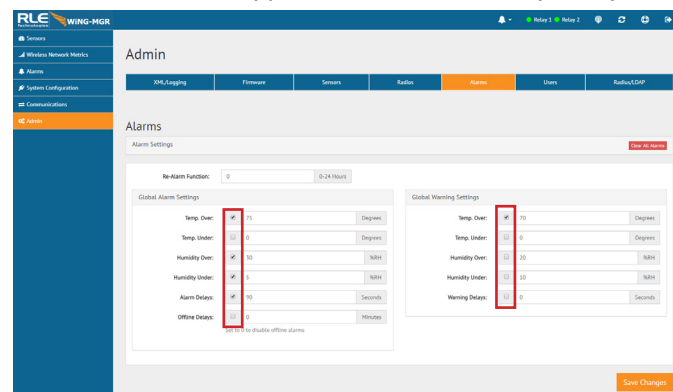 RLE WiNG-MGR
Technologies
Relay 1 Relay 2
Sensors
Wireless Network Metrics
Alarms
System Configuration
Communications
Admin
Admin
XML/Logging Firmware Sensors Radios Alarms Users Radius/LDAP
Alarms
Alarm Settings Clear All Alarms
Re-Alarm Function: 0 0-24 Hours
Global Alarm Settings
Temp. Over: 75 Degrees
Temp. Under: 0 Degrees
Humidity Over: 30 %RH
Humidity Under: 5 %RH
Alarm Delays: 90 Seconds
Offline Delays: 0 Minutes
Set to 0 to disable offline alarms
Global Warning Settings
Temp. Over: 70 Degrees
Temp. Under: 0 Degrees
Humidity Over: 20 %RH
Humidity Under: 10 %RH
Warning Delays: 0 Seconds
Save Changes